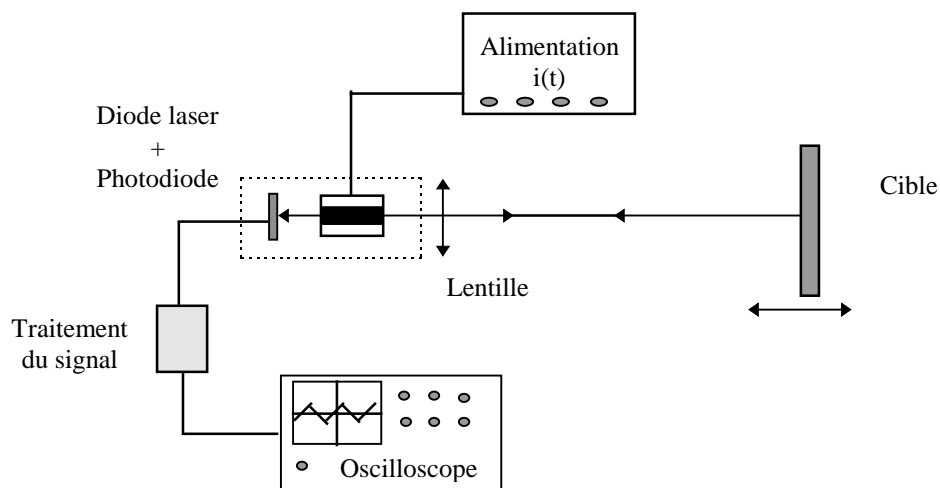 Alimentation
i(t)
Diode laser
+
Photodiode
Cible
Lentille
Traitement
du signal
Oscilloscope